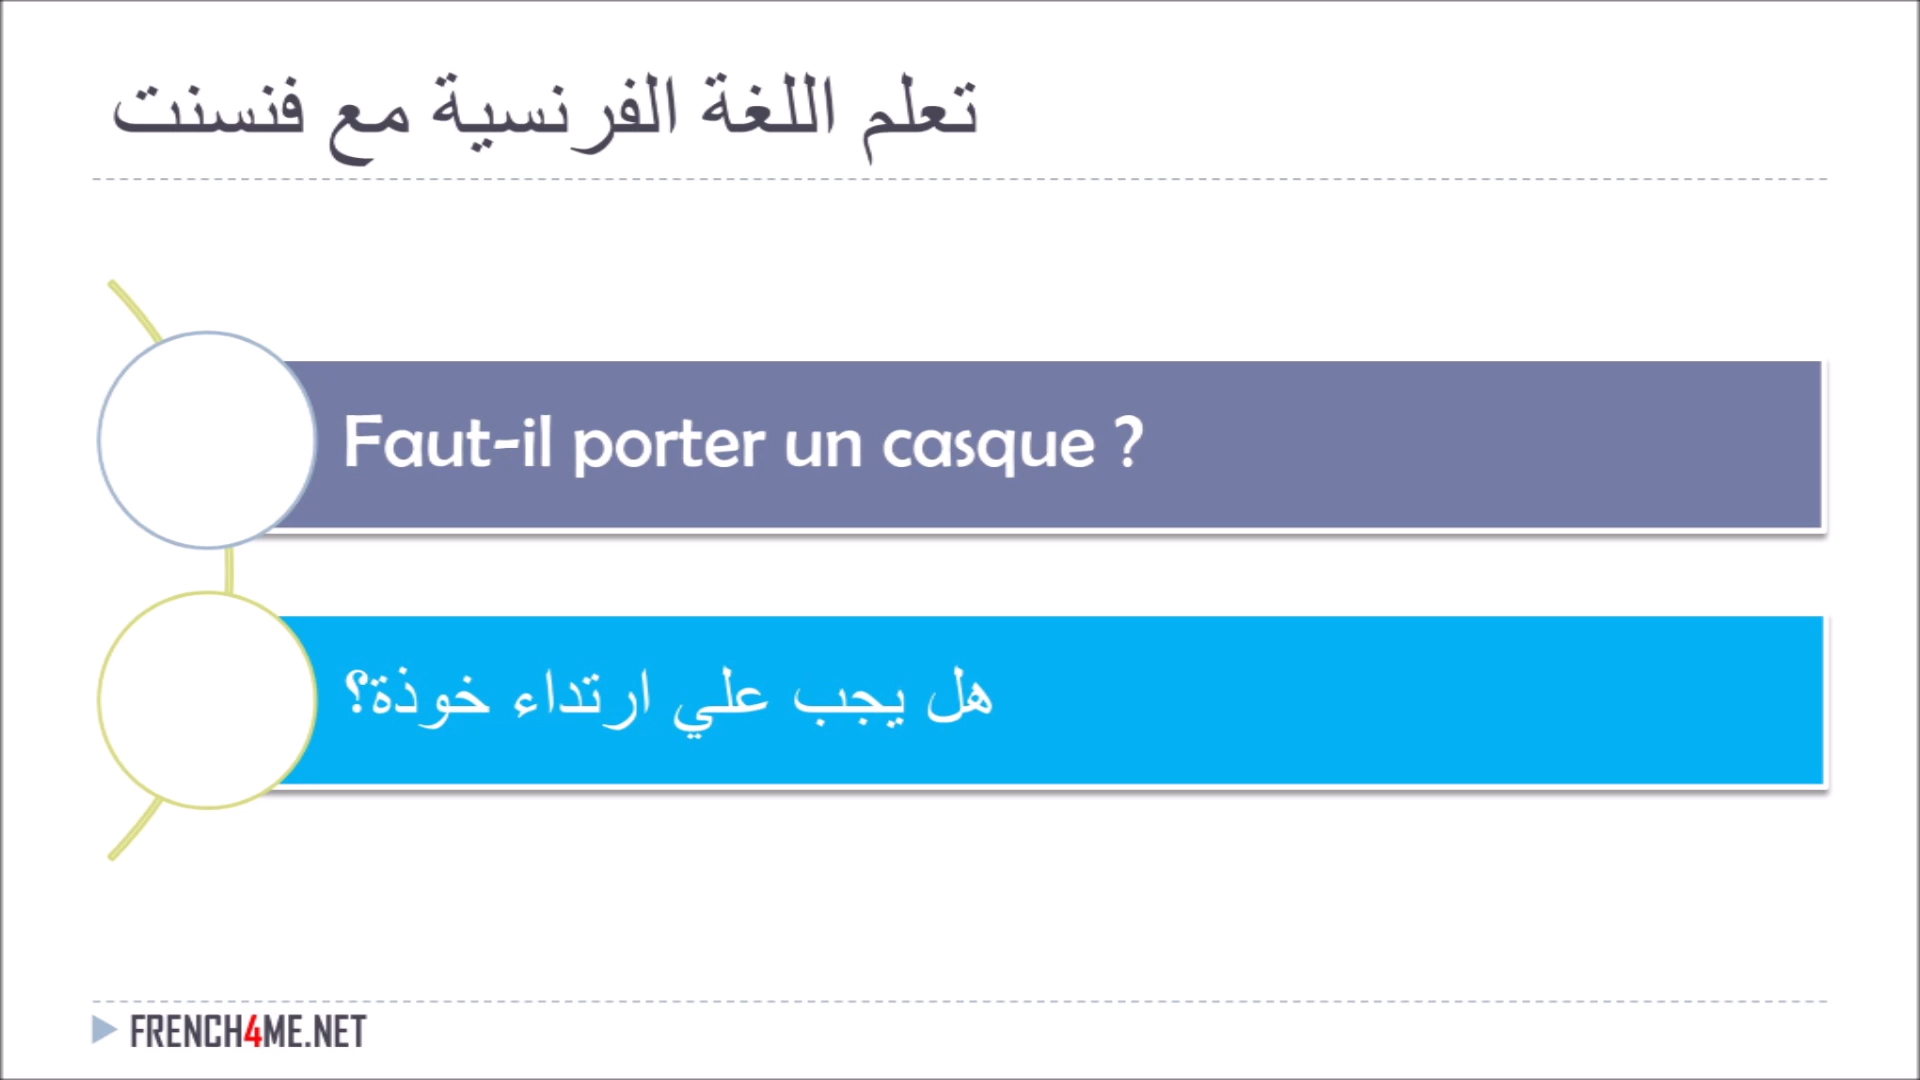 تعلم اللغة الفرنسية مع فنسنت
Faut-il porter un casque ?
هل يجب علي ارتداء خوذة؟
FRENCH4ME.NET